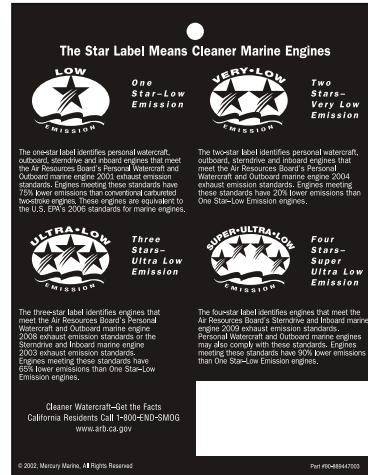 The Star Label Means Cleaner Marine Engines
LOW
EMISSION
One
Star–Low
Emission
The one-star label identifies personal watercraft,
outboard, sterndrive and inboard engines that meet
the Air Resources Board's Personal Watercraft and
Outboard marine engine 2001 exhaust emission
standards. Engines meeting these standards have
75% lower emissions than conventional carbureted
two-stroke engines. These engines are equivalent to
the U.S. EPA's 2006 standards for marine engines.
VERY•LOW
EMISSION
Two
Stars–
Very Low
Emission
The two-star label identifies personal watercraft,
outboard, sterndrive and inboard engines that
meet the Air Resources Board's Personal
Watercraft and Outboard marine engine 2004
exhaust emission standards. Engines meeting
these standards have 20% lower emissions than
One Star–Low Emission engines.
ULTRA•LOW
EMISSION
Three
Stars–
Ultra Low
Emission
The three-star label identifies engines that
meet the Air Resources Board's Personal
Watercraft and Outboard marine engine
2008 exhaust emission standards or the
Sterndrive and Inboard marine engine
2003 exhaust emission standards.
Engines meeting these standards have
65% lower emissions than One Star–Low
Emission engines.
SUPER•ULTRA•LOW
EMISSION
Four
Stars–
Super
Ultra Low
Emission
The four-star label identifies engines that meet the
Air Resources Board's Sterndrive and Inboard marine
engine 2009 exhaust emission standards.
Personal Watercraft and Outboard marine engines
may also comply with these standards. Engines
meeting these standards have 90% lower emissions
than One Star–Low Emission engines.
Cleaner Watercraft–Get the Facts
California Residents Call 1-800-END-SMOG
www.arb.ca.gov
© 2002, Mercury Marine, All Rights Reserved
Part #90-889447003